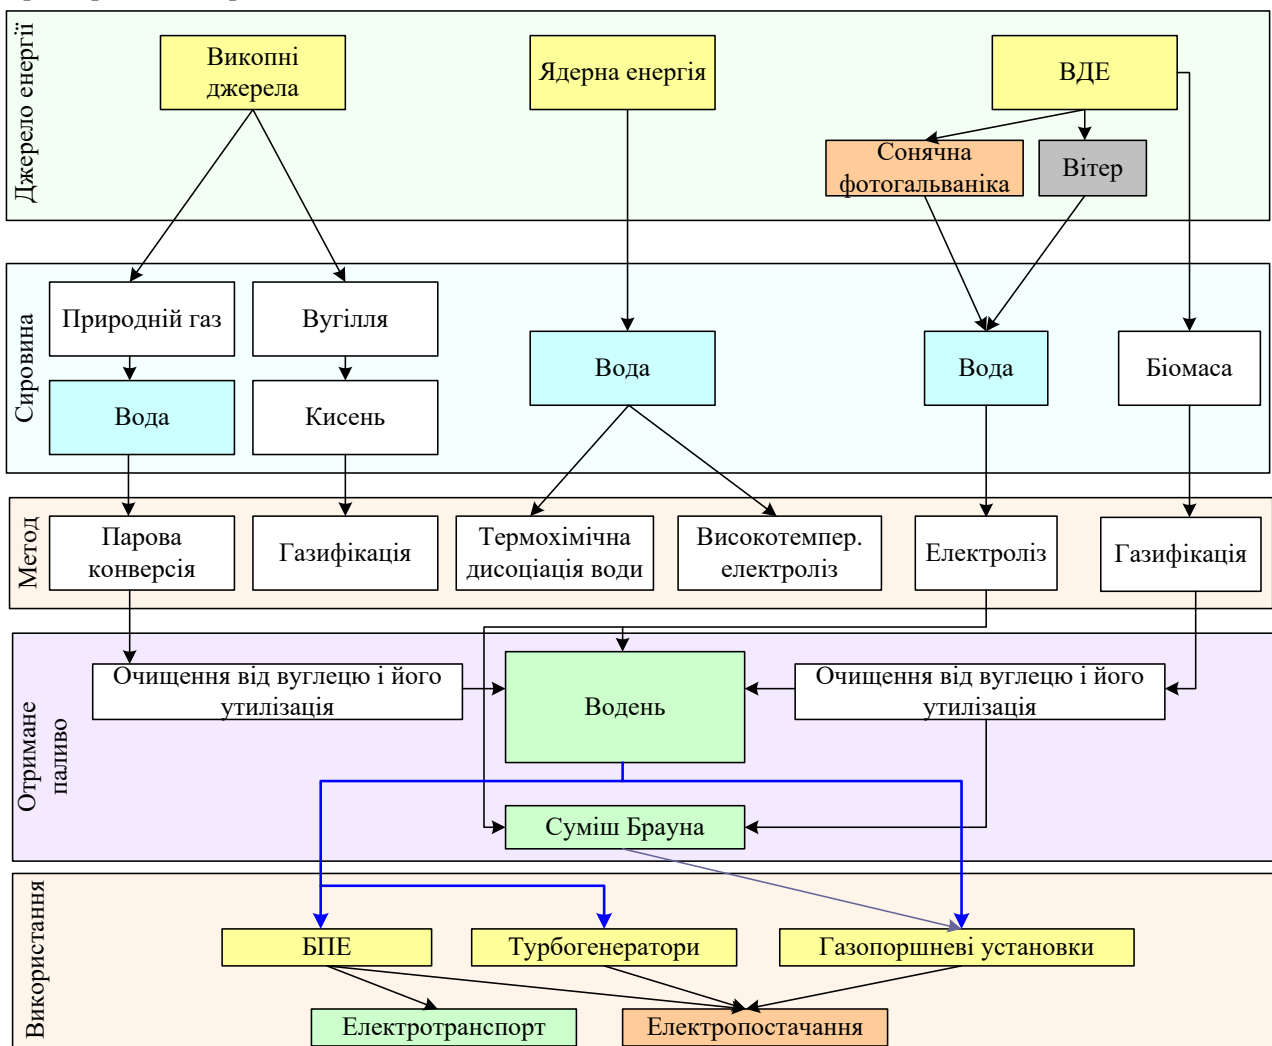 Джерело енергії
Викопні
джерела
Ядерна енергія
ВДЕ
Сонячна
фотогальваніка
Вітер
Сировина
Природній газ
Вугілля
Вода
Кисень
Вода
Вода
Біомаса
Метод
Парова
конверсія
Газифікація
Термохімічна
дисоціація води
Високотемпер.
електроліз
Електроліз
Газифікація
Отримане
паливо
Очищення від вуглецю і його
утилізація
Водень
Очищення від вуглецю і його
утилізація
Суміш Брауна
Використання
БПЕ
Турбогенератори
Газопоршневі установки
Електротранспорт
Електропостачання